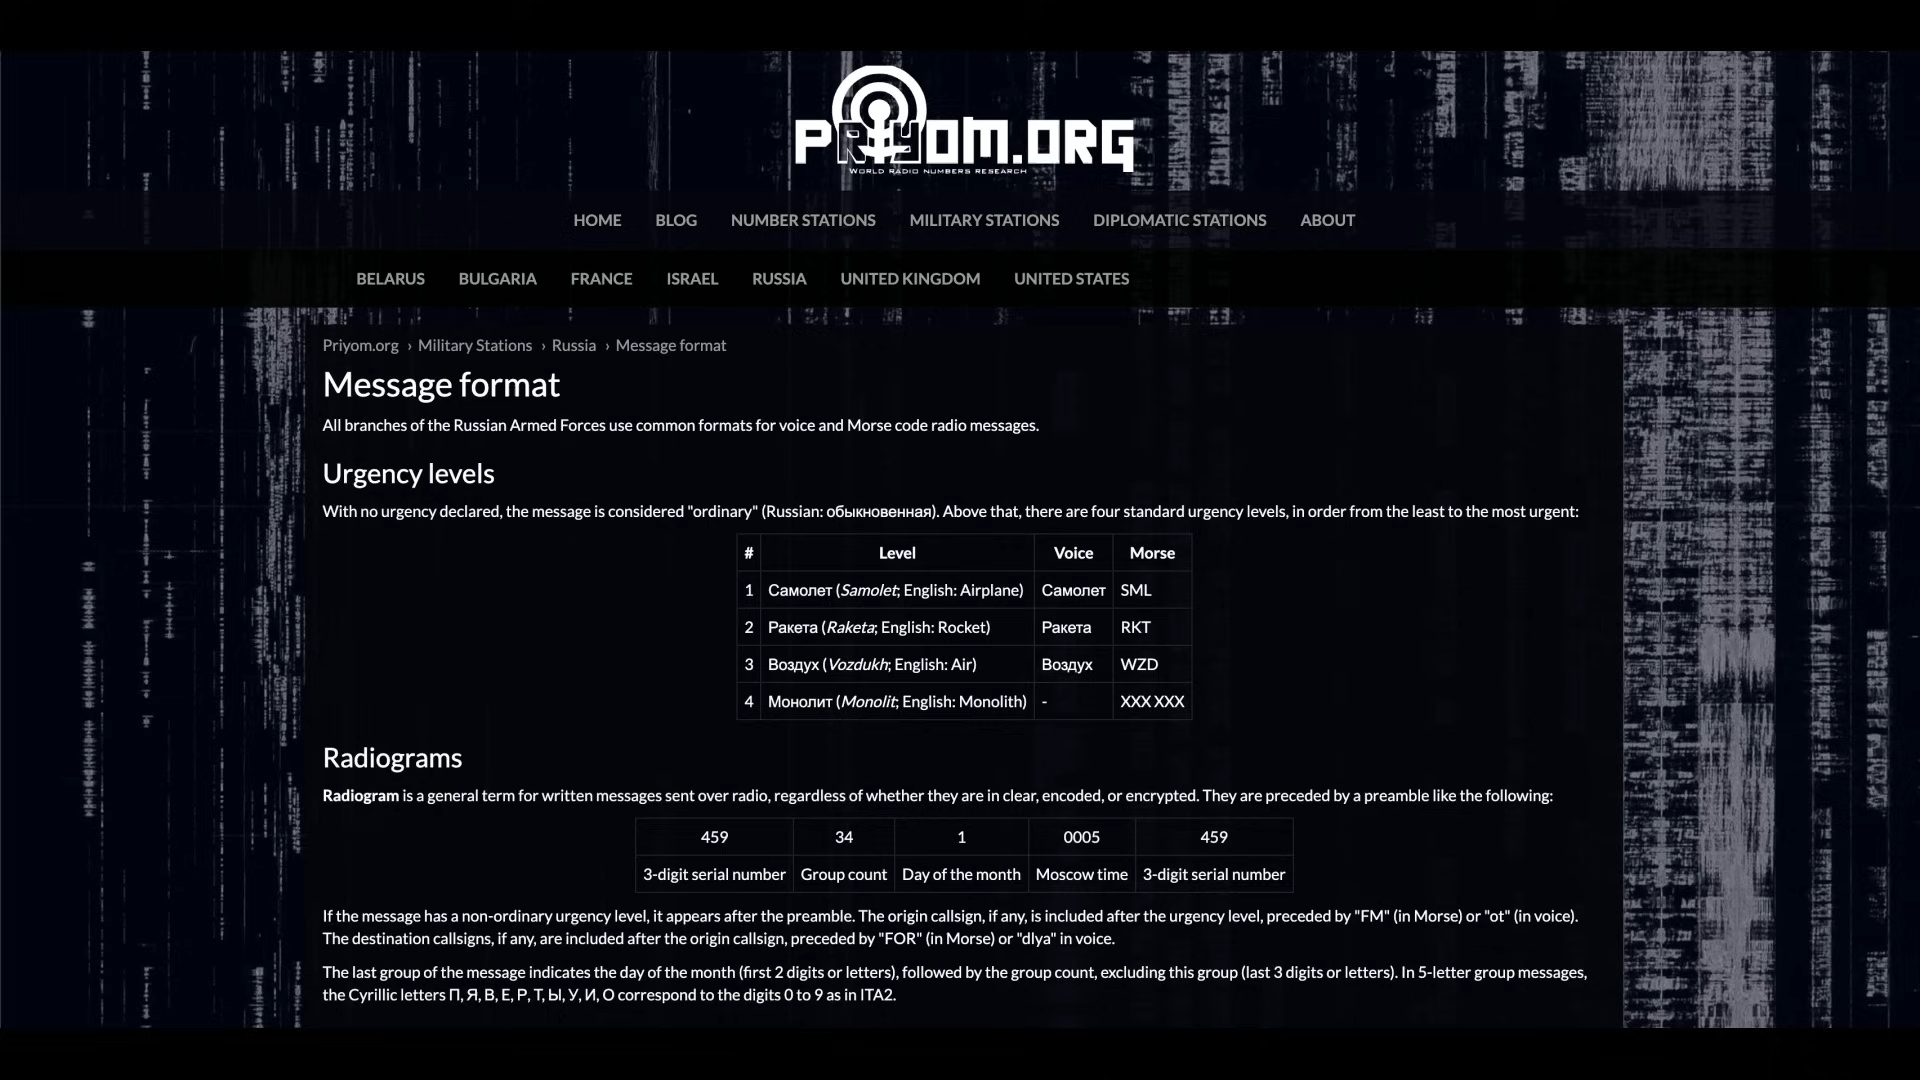 PRIYOM.ORG
WORLD RADIO NUMBERS RESEARCH
HOME BLOG NUMBER STATIONS MILITARY STATIONS DIPLOMATIC STATIONS ABOUT
BELARUS BULGARIA FRANCE ISRAEL RUSSIA UNITED KINGDOM UNITED STATES
Priyom.org › Military Stations › Russia › Message format
Message format
All branches of the Russian Armed Forces use common formats for voice and Morse code radio messages.
Urgency levels
With no urgency declared, the message is considered "ordinary" (Russian: обыкновенная). Above that, there are four standard urgency levels, in order from the least to the most urgent:
# Level Voice Morse
1 Самолет (Samolet; English: Airplane) Самолет SML
2 Ракета (Raketa; English: Rocket) Ракета RKT
3 Воздух (Vozdukh; English: Air) Воздух WZD
4 Монолит (Monolit; English: Monolith) - XXX XXX
Radiograms
Radiogram is a general term for written messages sent over radio, regardless of whether they are in clear, encoded, or encrypted. They are preceded by a preamble like the following:
459 34 1 0005 459
3-digit serial number Group count Day of the month Moscow time 3-digit serial number
If the message has a non-ordinary urgency level, it appears after the preamble. The origin callsign, if any, is included after the urgency level, preceded by "FM" (in Morse) or "ot" (in voice).
The destination callsigns, if any, are included after the origin callsign, preceded by "FOR" (in Morse) or "dlya" in voice.
The last group of the message indicates the day of the month (first 2 digits or letters), followed by the group count, excluding this group (last 3 digits or letters). In 5-letter group messages,
the Cyrillic letters П, Я, В, Е, Р, Т, Ы, У, И, О correspond to the digits 0 to 9 as in ITA2.